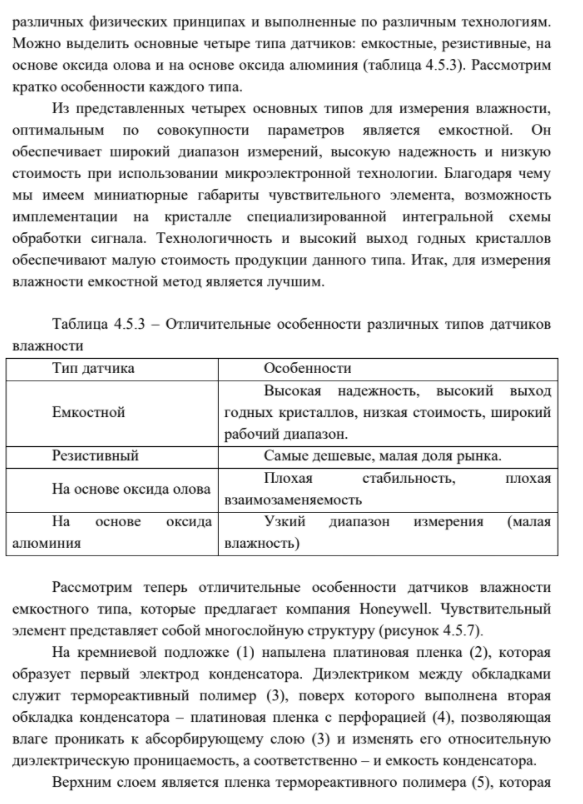 различных физических принципах и выполненные по различным технологиям.
Можно выделить основные четыре типа датчиков: емкостные, резистивные, на
основе оксида олова и на основе оксида алюминия (таблица 4.5.3). Рассмотрим
кратко особенности каждого типа.
Из представленных четырех основных типов для измерения влажности,
оптимальным по совокупности параметров является емкостной. Он
обеспечивает широкий диапазон измерений, высокую надежность и низкую
стоимость при использовании микроэлектронной технологии. Благодаря чему
мы имеем миниатюрные габариты чувствительного элемента, возможность
имплементации на кристалле специализированной интегральной схемы
обработки сигнала. Технологичность и высокий выход годных кристаллов
обеспечивают малую стоимость продукции данного типа. Итак, для измерения
влажности емкостной метод является лучшим.
Таблица 4.5.3 – Отличительные особенности различных типов датчиков
влажности
Тип датчика Особенности
Емкостной
Высокая надежность, высокий выход
годных кристаллов, низкая стоимость, широкий
рабочий диапазон.
Резистивный Самые дешевые, малая доля рынка.
На основе оксида олова
Плохая стабильность, плохая
взаимозаменяемость
На основе оксида
алюминия
Узкий диапазон измерения (малая
влажность)
Рассмотрим теперь отличительные особенности датчиков влажности
емкостного типа, которые предлагает компания Honeywell. Чувствительный
элемент представляет собой многослойную структуру (рисунок 4.5.7).
На кремниевой подложке (1) напылена платиновая пленка (2), которая
образует первый электрод конденсатора. Диэлектриком между обкладками
служит термореактивный полимер (3), поверх которого выполнена вторая
обкладка конденсатора – платиновая пленка с перфорацией (4), позволяющая
влаге проникать к абсорбирующему слою (3) и изменять его относительную
диэлектрическую проницаемость, а соответственно – и емкость конденсатора.
Верхним слоем является пленка термореактивного полимера (5), которая